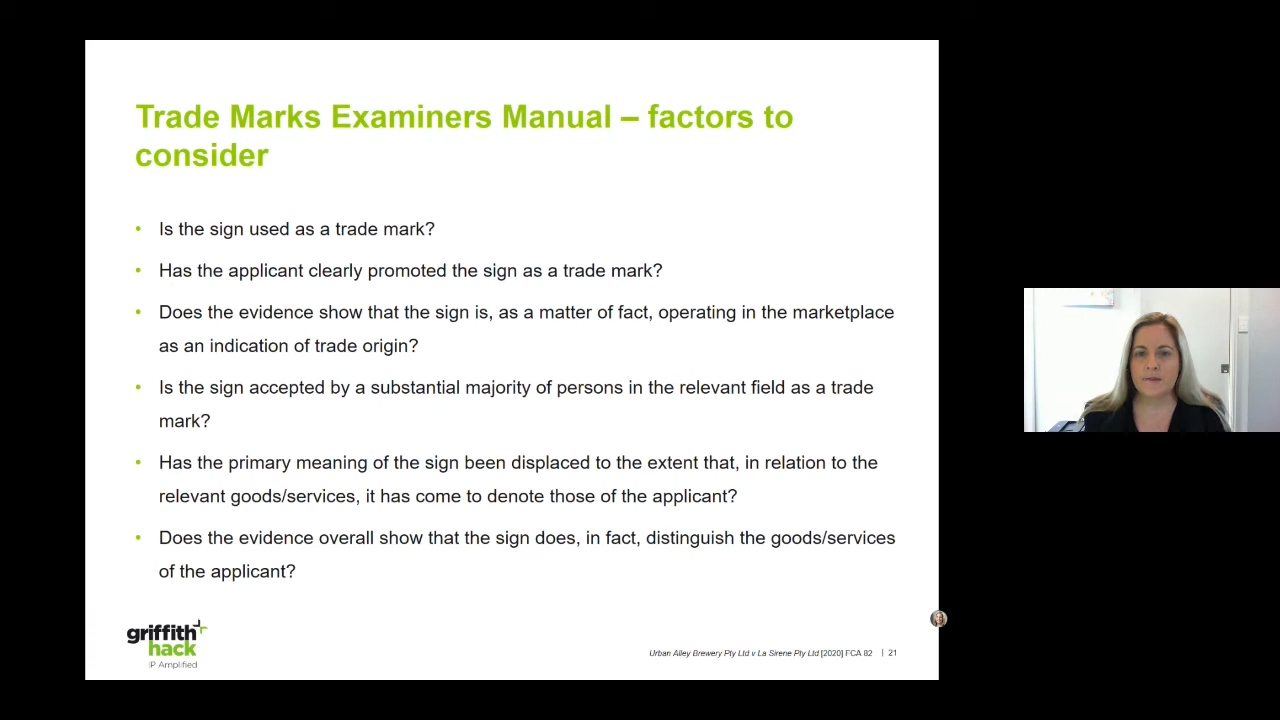 Trade Marks Examiners Manual – factors to
consider
• Is the sign used as a trade mark?
• Has the applicant clearly promoted the sign as a trade mark?
• Does the evidence show that the sign is, as a matter of fact, operating in the marketplace
as an indication of trade origin?
• Is the sign accepted by a substantial majority of persons in the relevant field as a trade
mark?
• Has the primary meaning of the sign been displaced to the extent that, in relation to the
relevant goods/services, it has come to denote those of the applicant?
• Does the evidence overall show that the sign does, in fact, distinguish the goods/services
of the applicant?
griffith
hack
IP Amplified
Urban Alley Brewery Pty Ltd v La Sirene Pty Ltd [2020] FCA 82 | 21